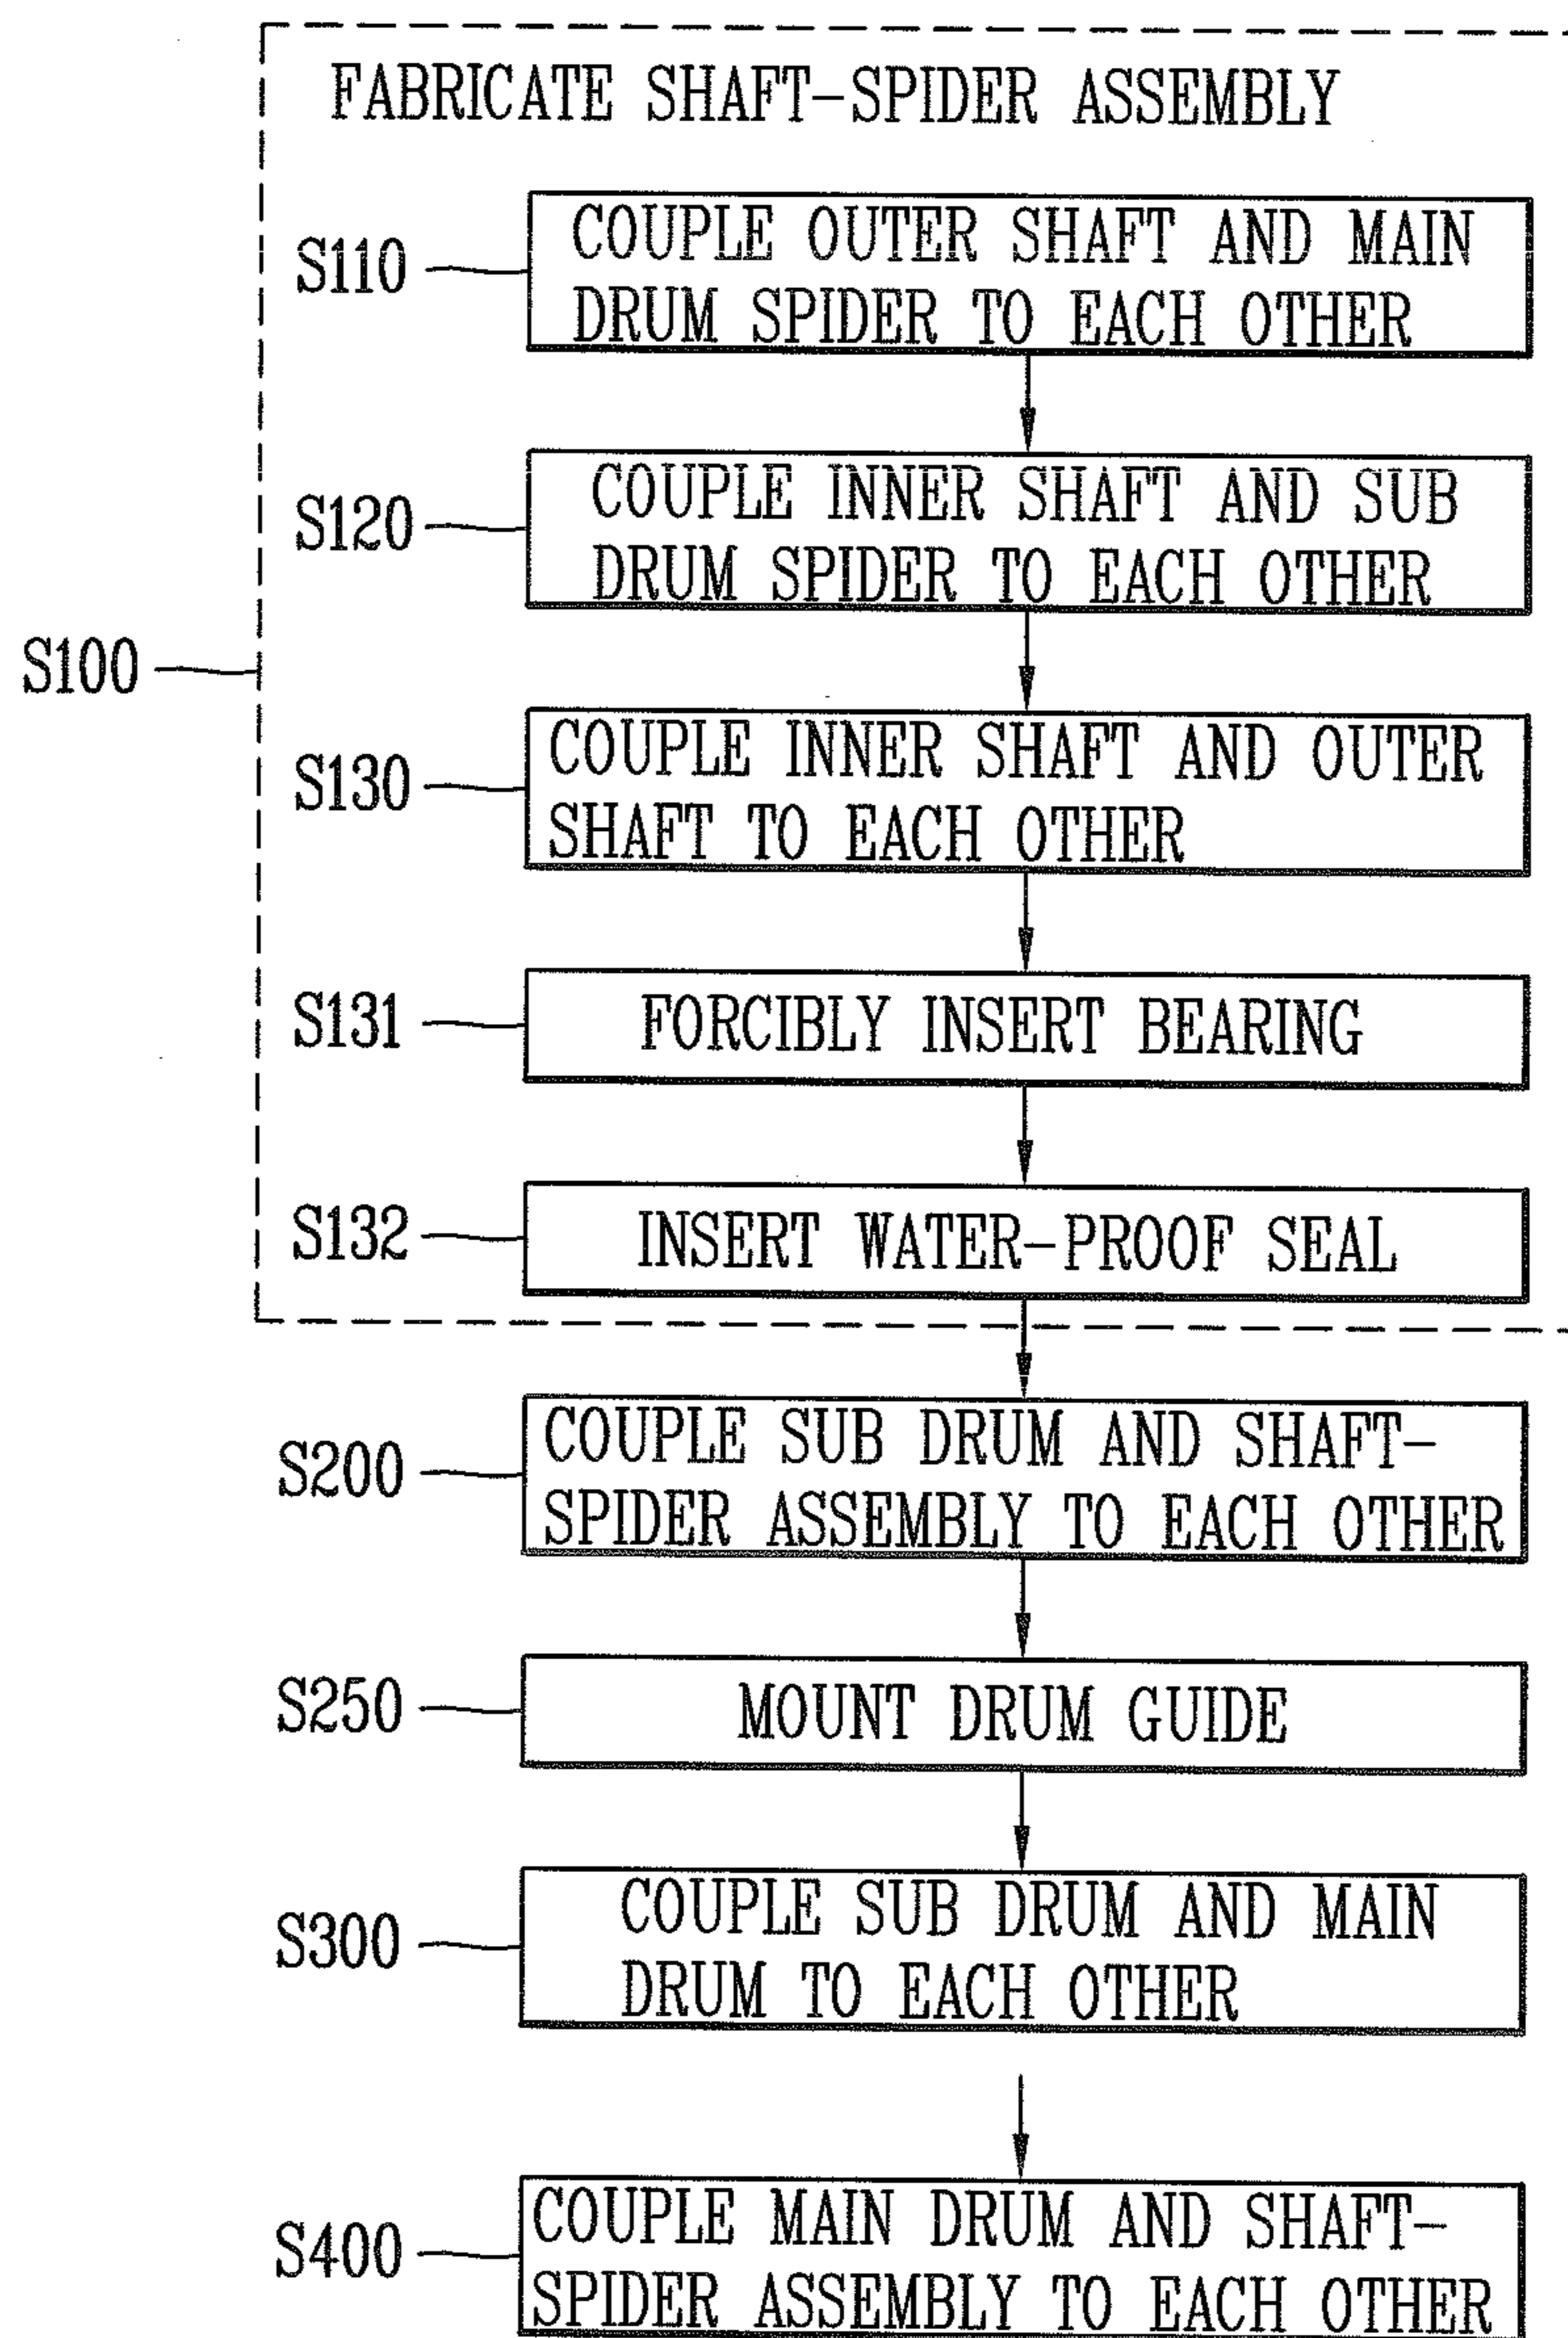 FABRICATE SHAFT-SPIDER ASSEMBLY
S110
COUPLE OUTER SHAFT AND MAIN
DRUM SPIDER TO EACH OTHER
S120
COUPLE INNER SHAFT AND SUB
DRUM SPIDER TO EACH OTHER
S100
S130
COUPLE INNER SHAFT AND OUTER
SHAFT TO EACH OTHER
S131
FORCIBLY INSERT BEARING
S132
INSERT WATER-PROOF SEAL
S200
COUPLE SUB DRUM AND SHAFT-
SPIDER ASSEMBLY TO EACH OTHER
S250
MOUNT DRUM GUIDE
S300
COUPLE SUB DRUM AND MAIN
DRUM TO EACH OTHER
S400
COUPLE MAIN DRUM AND SHAFT-
SPIDER ASSEMBLY TO EACH OTHER